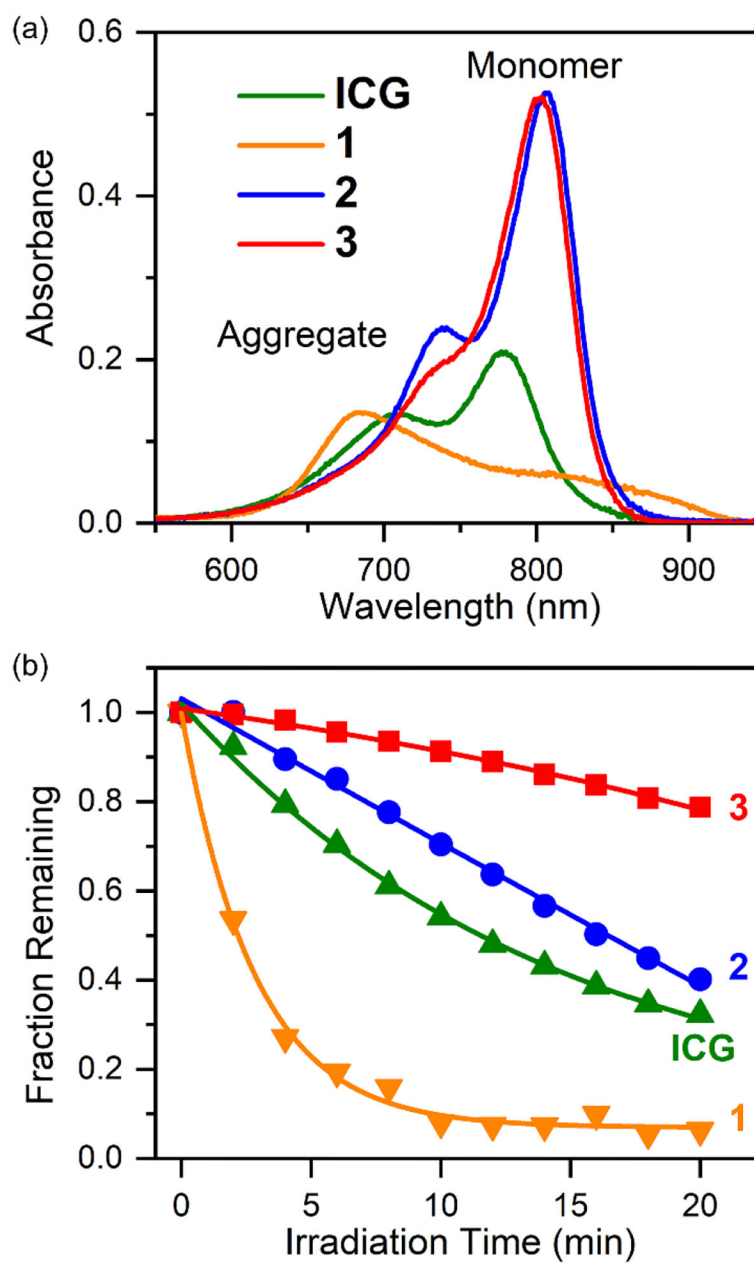 (a)
0.6
0.4
0.2
0.0
Absorbance
ICG
1
2
3
Monomer
Aggregate
600
700
800
900
Wavelength (nm)
(b)
1.0
0.8
0.6
0.4
0.2
0.0
Fraction Remaining
3
2
ICG
1
0
5
10
15
20
Irradiation Time (min)